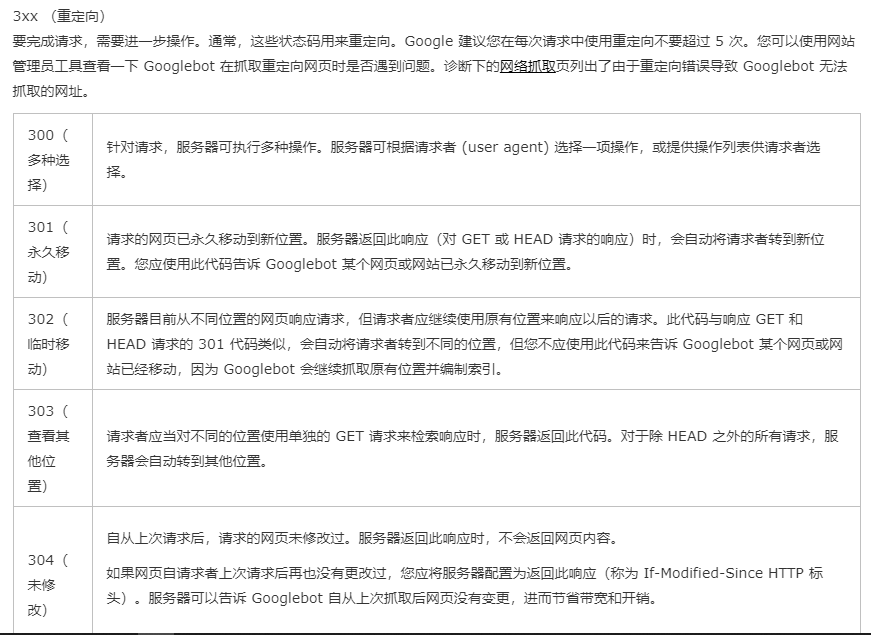 3xx （重定向）
要完成请求，需要进一步操作。通常，这些状态码用来重定向。Google 建议您在每次请求中使用重定向不要超过 5 次。您可以使用网站
管理员工具查看一下 Googlebot 在抓取重定向网页时是否遇到问题。诊断下的网络抓取页列出了由于重定向错误导致 Googlebot 无法
抓取的网址。
300（
多种选
择）
针对请求，服务器可执行多种操作。服务器可根据请求者 (user agent) 选择一项操作，或提供操作列表供请求者选
择。
301（
永久移
动）
请求的网页已永久移动到新位置。服务器返回此响应（对 GET 或 HEAD 请求的响应）时，会自动将请求者转到新位
置。您应使用此代码告诉 Googlebot 某个网页或网站已永久移动到新位置。
302（
临时移
动）
服务器目前从不同位置的网页响应请求，但请求者应继续使用原有位置来响应以后的请求。此代码与响应 GET 和
HEAD 请求的 301 代码类似，会自动将请求者转到不同的位置，但您不应使用此代码来告诉 Googlebot 某个网页或网
站已经移动，因为 Googlebot 会继续抓取原有位置并编制索引。
303（
查看其
他位
置）
请求者应当对不同的位置使用单独的 GET 请求来检索响应时，服务器返回此代码。对于除 HEAD 之外的所有请求，服
务器会自动转到其他位置。
304（
未修
改）
自从上次请求后，请求的网页未修改过。服务器返回此响应时，不会返回网页内容。
如果网页自请求者上次请求后再也没有更改过，您应将服务器配置为返回此响应（称为 If-Modified-Since HTTP 标
头）。服务器可以告诉 Googlebot 自从上次抓取后网页没有变更，进而节省带宽和开销。